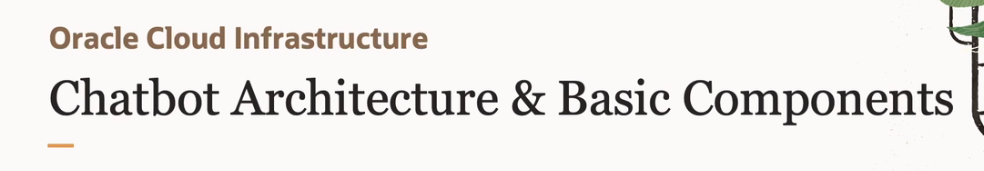 Oracle Cloud Infrastructure
Chatbot Architecture & Basic Components